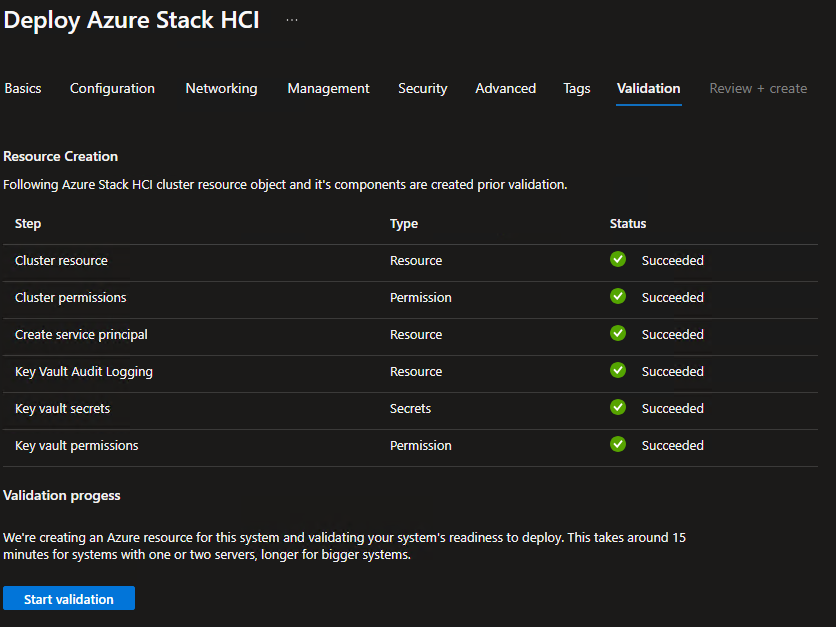 Deploy Azure Stack HCI ...
Basics Configuration Networking Management Security Advanced Tags Validation Review + create
Resource Creation
Following Azure Stack HCI cluster resource object and it's components are created prior validation.
Step Type Status
Cluster resource Resource Succeeded
Cluster permissions Permission Succeeded
Create service principal Resource Succeeded
Key Vault Audit Logging Resource Succeeded
Key vault secrets Secrets Succeeded
Key vault permissions Permission Succeeded
Validation progess
We're creating an Azure resource for this system and validating your system's readiness to deploy. This takes around 15
minutes for systems with one or two servers, longer for bigger systems.
Start validation